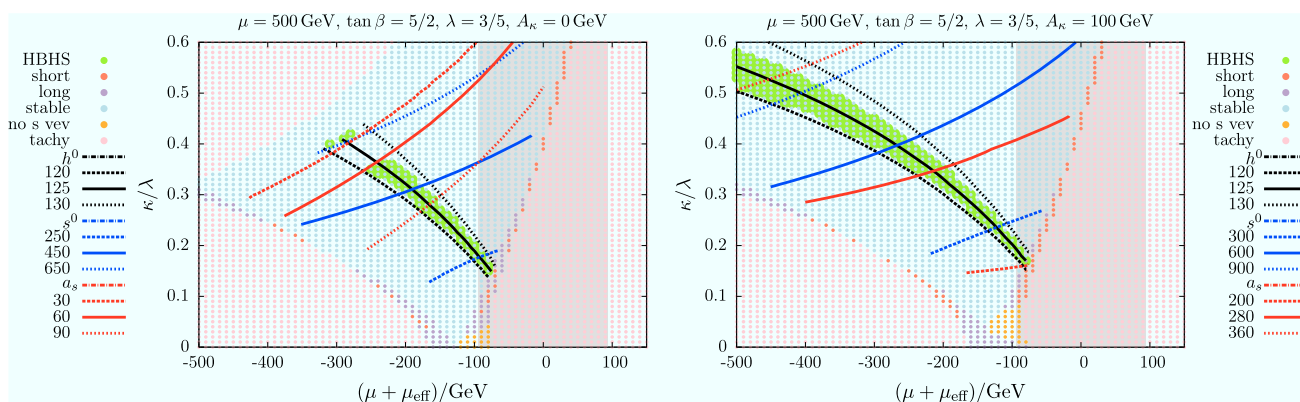 μ = 500 GeV, tan β = 5/2, λ = 3/5, A_κ = 0 GeV
HBHS
short
long
stable
no s vev
tachy
h⁰
120
125
130
s⁰
250
450
650
a_s
30
60
90
κ/λ
0.6
0.5
0.4
0.3
0.2
0.1
0
-500
-400
-300
-200
-100
0
100
(μ + μ_eff)/GeV
μ = 500 GeV, tan β = 5/2, λ = 3/5, A_κ = 100 GeV
κ/λ
0.6
0.5
0.4
0.3
0.2
0.1
0
-500
-400
-300
-200
-100
0
100
(μ + μ_eff)/GeV
HBHS
short
long
stable
no s vev
tachy
h⁰
120
125
130
s⁰
300
600
900
a_s
200
280
360